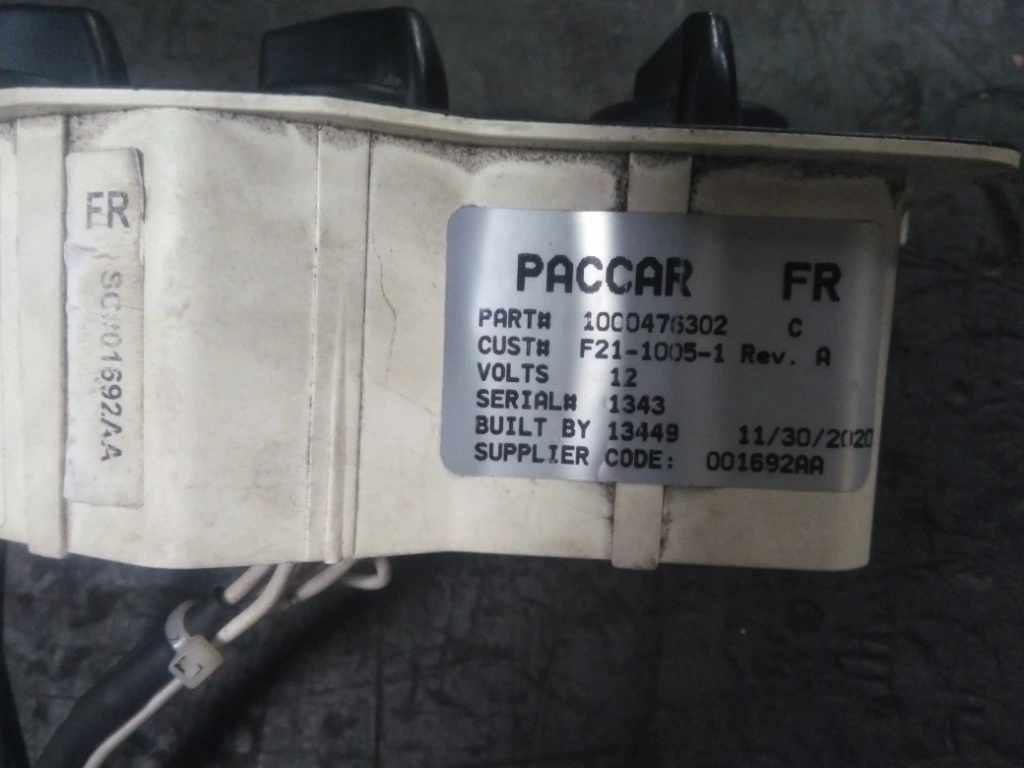 FR
PACCAR FR
PART# 1000476302 C
CUST# F21-1005-1 Rev. A
VOLTS 12
SERIAL# 1343
BUILT BY 13449 11/30/2020
SUPPLIER CODE: 001692AA